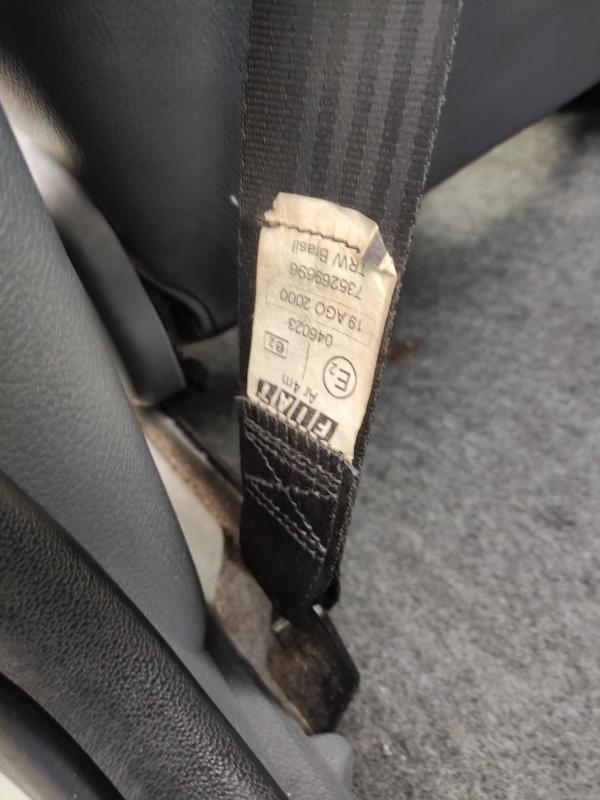 FIAT
Ar 4m
E2 e2
046023
19.AGO 2000
735269696
TRW Brasil